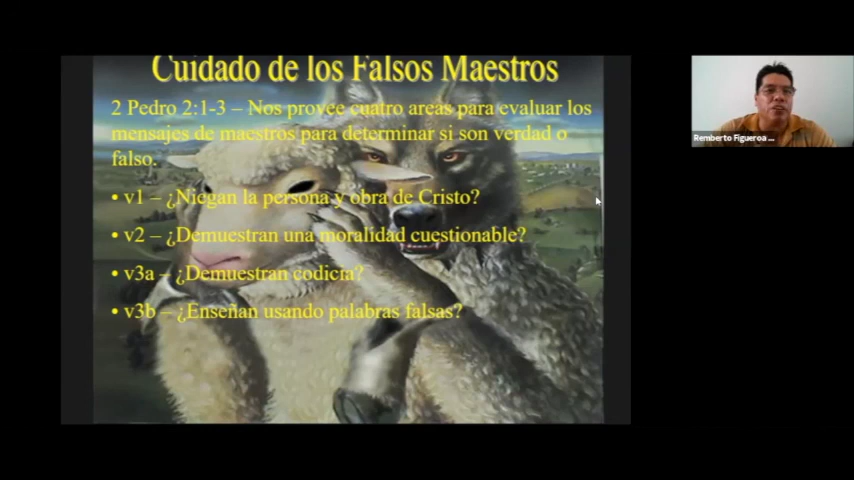 Cuidado de los Falsos Maestros
2 Pedro 2:1-3 – Nos provee cuatro areas para evaluar los
mensajes de maestros para determinar si son verdad o
falso.
• v1 – ¿Niegan la persona y obra de Cristo?
• v2 – ¿Demuestran una moralidad cuestionable?
• v3a – ¿Demuestran codicia?
• v3b – ¿Enseñan usando palabras falsas?
Remberto Figueroa ...